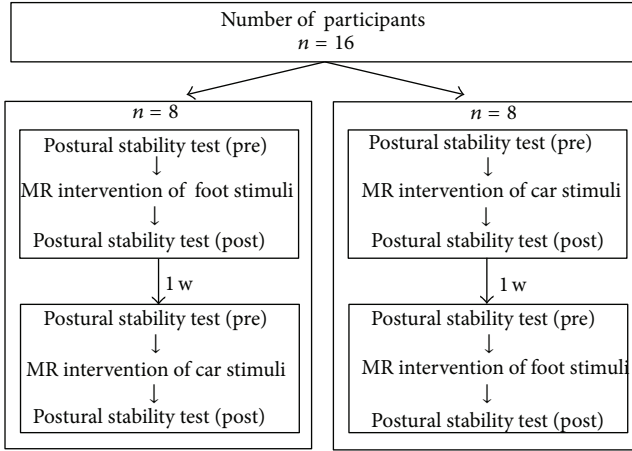 Number of participants
n = 16
n = 8
Postural stability test (pre)
↓
MR intervention of foot stimuli
↓
Postural stability test (post)
1 w
Postural stability test (pre)
↓
MR intervention of car stimuli
↓
Postural stability test (post)
n = 8
Postural stability test (pre)
↓
MR intervention of car stimuli
↓
Postural stability test (post)
1 w
Postural stability test (pre)
↓
MR intervention of foot stimuli
↓
Postural stability test (post)